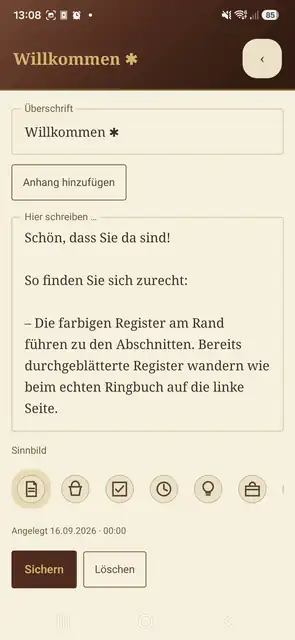 13:08
85
Willkommen ✱
Überschrift
Willkommen ✱
Anhang hinzufügen
Hier schreiben ...
Schön, dass Sie da sind!
So finden Sie sich zurecht:
– Die farbigen Register am Rand
führen zu den Abschnitten. Bereits
durchgeblätterte Register wandern wie
beim echten Ringbuch auf die linke
Seite.
Sinnbild
Angelegt 16.09.2026 · 00:00
Sichern
Löschen